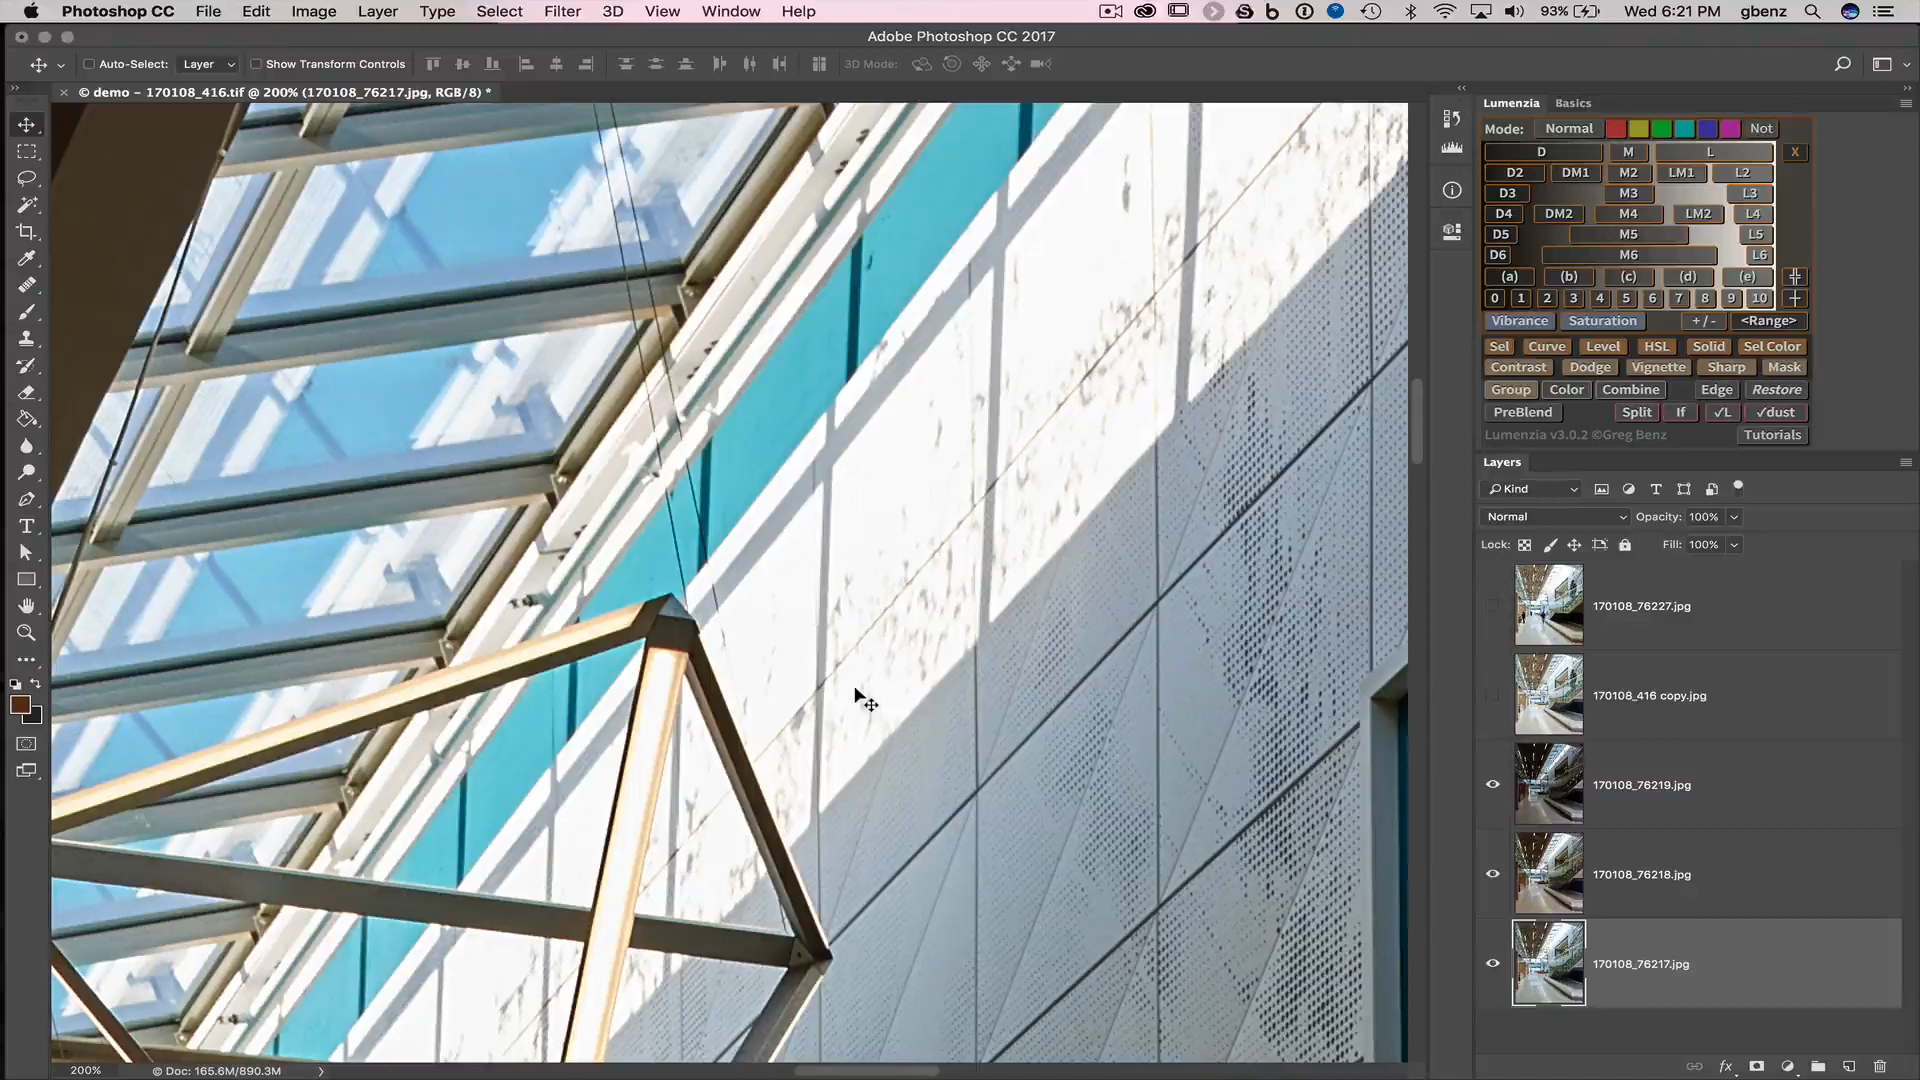 Photoshop CC File Edit Image Layer Type Select Filter 3D View Window Help 93% Wed 6:21 PM gbenz
Adobe Photoshop CC 2017
Auto-Select: Layer Show Transform Controls 3D Mode:
© demo – 170108_416.tif @ 200% (170108_76217.jpg, RGB/8) *
Lumenzia Basics
Mode: Normal Not
D M L X
D2 DM1 M2 LM1 L2
D3 M3 L3
D4 DM2 M4 LM2 L4
D5 M5 L5
D6 M6 L6
(a) (b) (c) (d) (e)
0 1 2 3 4 5 6 7 8 9 10
Vibrance Saturation +/- <Range>
Sel Curve Level HSL Solid Sel Color
Contrast Dodge Vignette Sharp Mask
Group Color Combine Edge Restore
PreBlend Split If ✓L ✓dust
Lumenzia v3.0.2 ©Greg Benz Tutorials
Layers
Kind
Normal Opacity: 100%
Lock: Fill: 100%
170108_76227.jpg
170108_416 copy.jpg
170108_76219.jpg
170108_76218.jpg
170108_76217.jpg
200% © Doc: 165.6M/890.3M